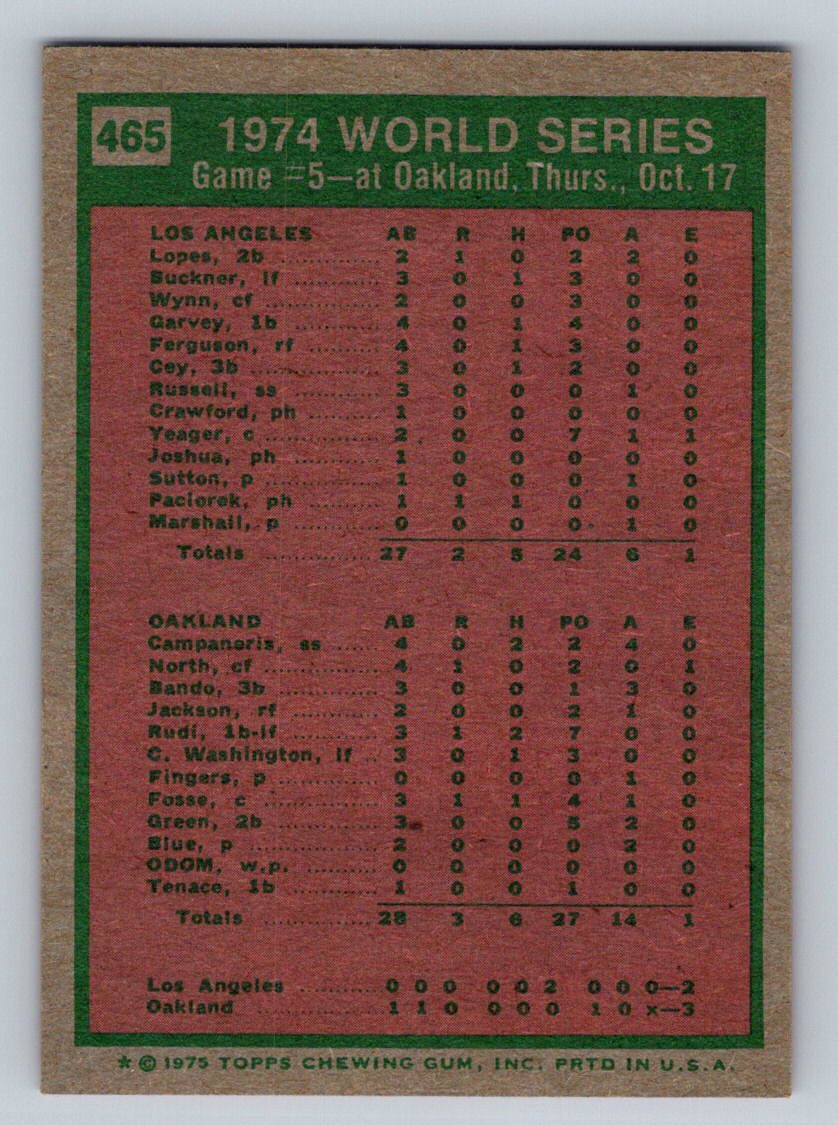 465 1974 WORLD SERIES
Game #5—at Oakland, Thurs., Oct. 17
LOS ANGELES AB R H PO A E
Lopes, 2b ............ 2 1 0 2 2 0
Buckner, lf ............ 3 0 1 3 0 0
Wynn, cf ............ 2 0 0 3 0 0
Garvey, 1b ............ 4 0 1 4 0 0
Ferguson, rf .......... 4 0 1 3 0 0
Cey, 3b ............ 3 0 1 2 0 0
Russell, ss ............ 3 0 0 0 1 0
Crawford, ph .......... 1 0 0 0 0 0
Yeager, c ............ 2 0 0 7 1 1
Joshua, ph ............ 1 0 0 0 0 0
Sutton, p ............ 1 0 0 0 1 0
Paciorek, ph .......... 1 1 1 0 0 0
Marshall, p ............ 0 0 0 0 1 0
Totals ............ 27 2 5 24 6 1
OAKLAND AB R H PO A E
Campaneris, ss ...... 4 0 2 2 4 0
North, cf ............ 4 1 0 2 0 1
Bando, 3b ............ 3 0 0 1 3 0
Jackson, rf ............ 2 0 0 2 1 0
Rudi, 1b-lf ............ 3 1 2 7 0 0
C. Washington, lf .. 3 0 1 3 0 0
Fingers, p ............ 0 0 0 0 1 0
Fosse, c ............ 3 1 1 4 1 0
Green, 2b ............ 3 0 0 5 2 0
Blue, p ............ 2 0 0 0 2 0
ODOM, w.p. ............ 0 0 0 0 0 0
Tenace, 1b ............ 1 0 0 1 0 0
Totals ............ 28 3 6 27 14 1
Los Angeles .......... 0 0 0 0 0 2 0 0 0—2
Oakland ............ 1 1 0 0 0 0 1 0 x—3
★ © 1975 TOPPS CHEWING GUM, INC. PRTD IN U.S.A.